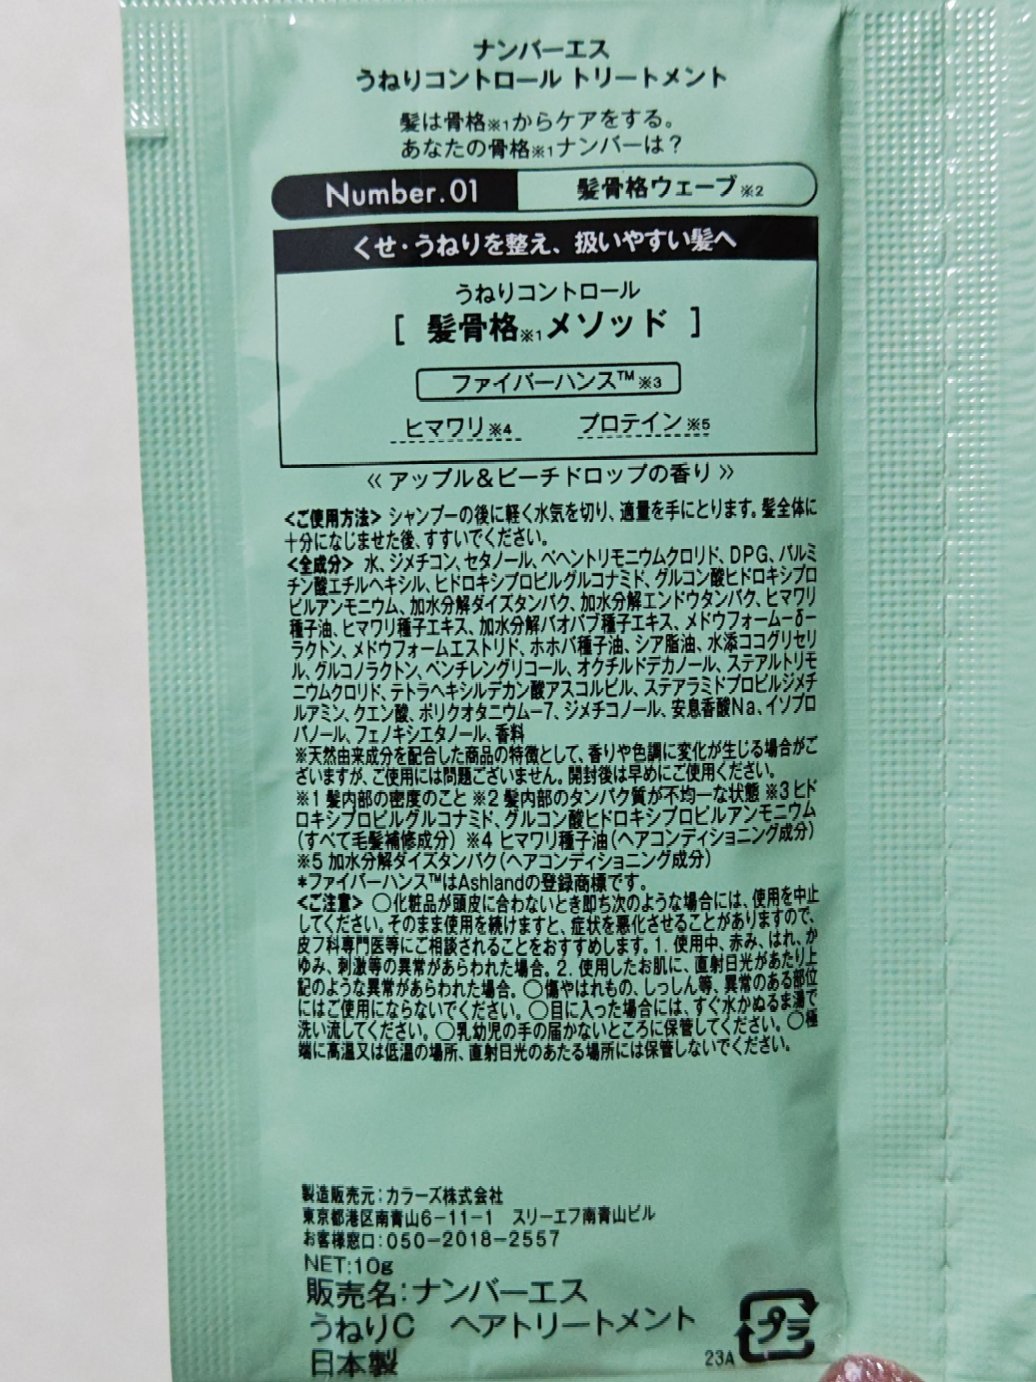 ナンバーエス
うねりコントロール トリートメント
髪は骨格※1からケアをする。
あなたの骨格※1ナンバーは？
Number.01 髪骨格ウェーブ※2
くせ・うねりを整え、扱いやすい髪へ
うねりコントロール
[ 髪骨格※1メソッド ]
ファイバーハンス™※3
ヒマワリ※4 プロテイン※5
≪ アップル＆ピーチドロップの香り ≫
＜ご使用方法＞ シャンプーの後に軽く水気を切り、適量を手にとります。髪全体に
十分になじませた後、すすいでください。
＜全成分＞ 水、ジメチコン、セタノール、ベヘントリモニウムクロリド、DPG、パルミ
チン酸エチルヘキシル、ヒドロキシプロピルグルコナミド、グルコン酸ヒドロキシプロ
ピルアンモニウム、加水分解ダイズタンパク、加水分解エンドウタンパク、ヒマワリ
種子油、ヒマワリ種子エキス、加水分解バオバブ種子エキス、メドウフォーム－δ－
ラクトン、メドウフォームエストリド、ホホバ種子油、シア脂油、水添ココグリセリ
ル、グルコノラクトン、ペンチレングリコール、オクチルドデカノール、ステアルトリモ
ニウムクロリド、テトラヘキシルデカン酸アスコルビル、ステアラミドプロピルジメチ
ルアミン、クエン酸、ポリクオタニウム－7、ジメチコノール、安息香酸Na、イソプロ
パノール、フェノキシエタノール、香料
※天然由来成分を配合した商品の特徴として、香りや色調に変化が生じる場合がご
ざいますが、ご使用には問題ございません。開封後は早めにご使用ください。
※1 髪内部の密度のこと ※2 髪内部のタンパク質が不均一な状態 ※3 ヒド
ロキシプロピルグルコナミド、グルコン酸ヒドロキシプロピルアンモニウム
（すべて毛髪補修成分） ※4 ヒマワリ種子油（ヘアコンディショニング成分）
※5 加水分解ダイズタンパク（ヘアコンディショニング成分）
*ファイバーハンス™はAshlandの登録商標です。
＜ご注意＞ ○化粧品が頭皮に合わないとき即ち次のような場合には、使用を中止
してください。そのまま使用を続けますと、症状を悪化させることがありますので、
皮フ科専門医等にご相談されることをおすすめします。1. 使用中、赤み、はれ、か
ゆみ、刺激等の異常があらわれた場合。2. 使用したお肌に、直射日光があたり上
記のような異常があらわれた場合。○傷やはれもの、しっしん等、異常のある部位
にはご使用にならないでください。○目に入った場合には、すぐ水かぬるま湯で
洗い流してください。○乳幼児の手の届かないところに保管してください。○極
端に高温又は低温の場所、直射日光のあたる場所には保管しないでください。
製造販売元：カラーズ株式会社
東京都港区南青山6－11－1 スリーエフ南青山ビル
お客様窓口：050－2018－2557
NET:10g
販売名：ナンバーエス
うねりC ヘアトリートメント
日本製
23A プラ